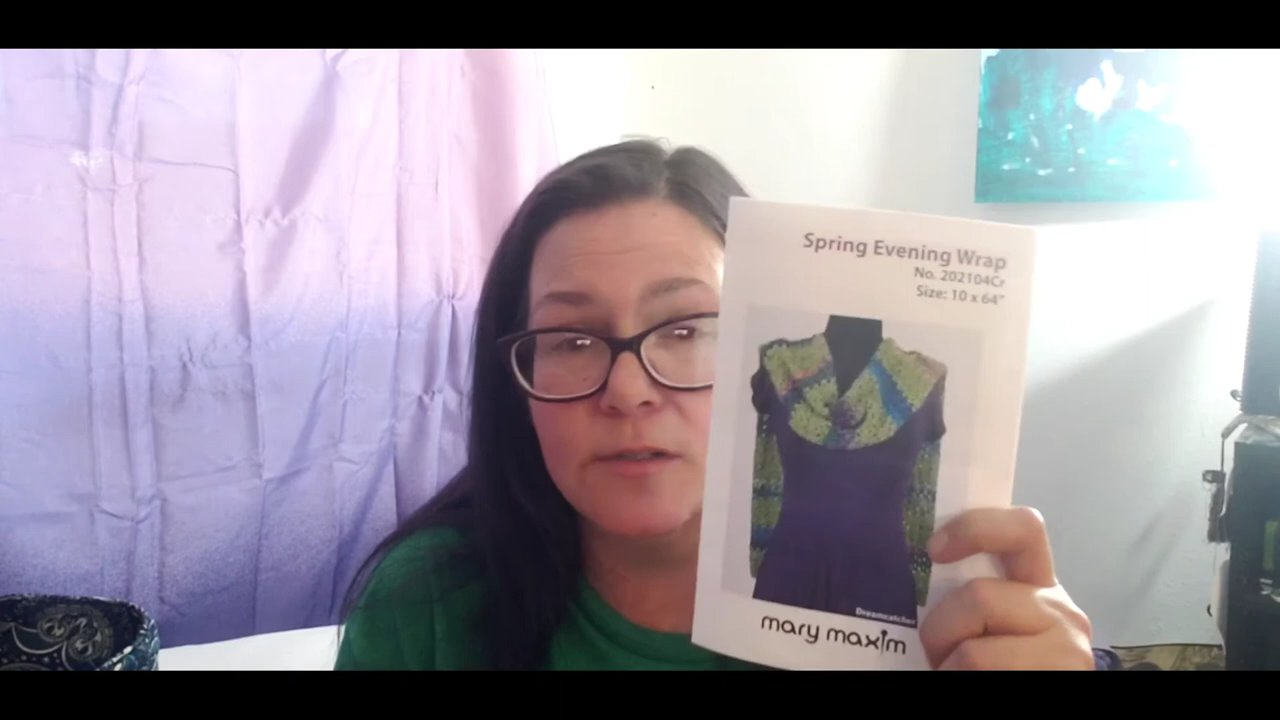 Spring Evening Wrap
No. 202104Cr
Size: 10 x 64"
Dreamcatcher
mary maxim